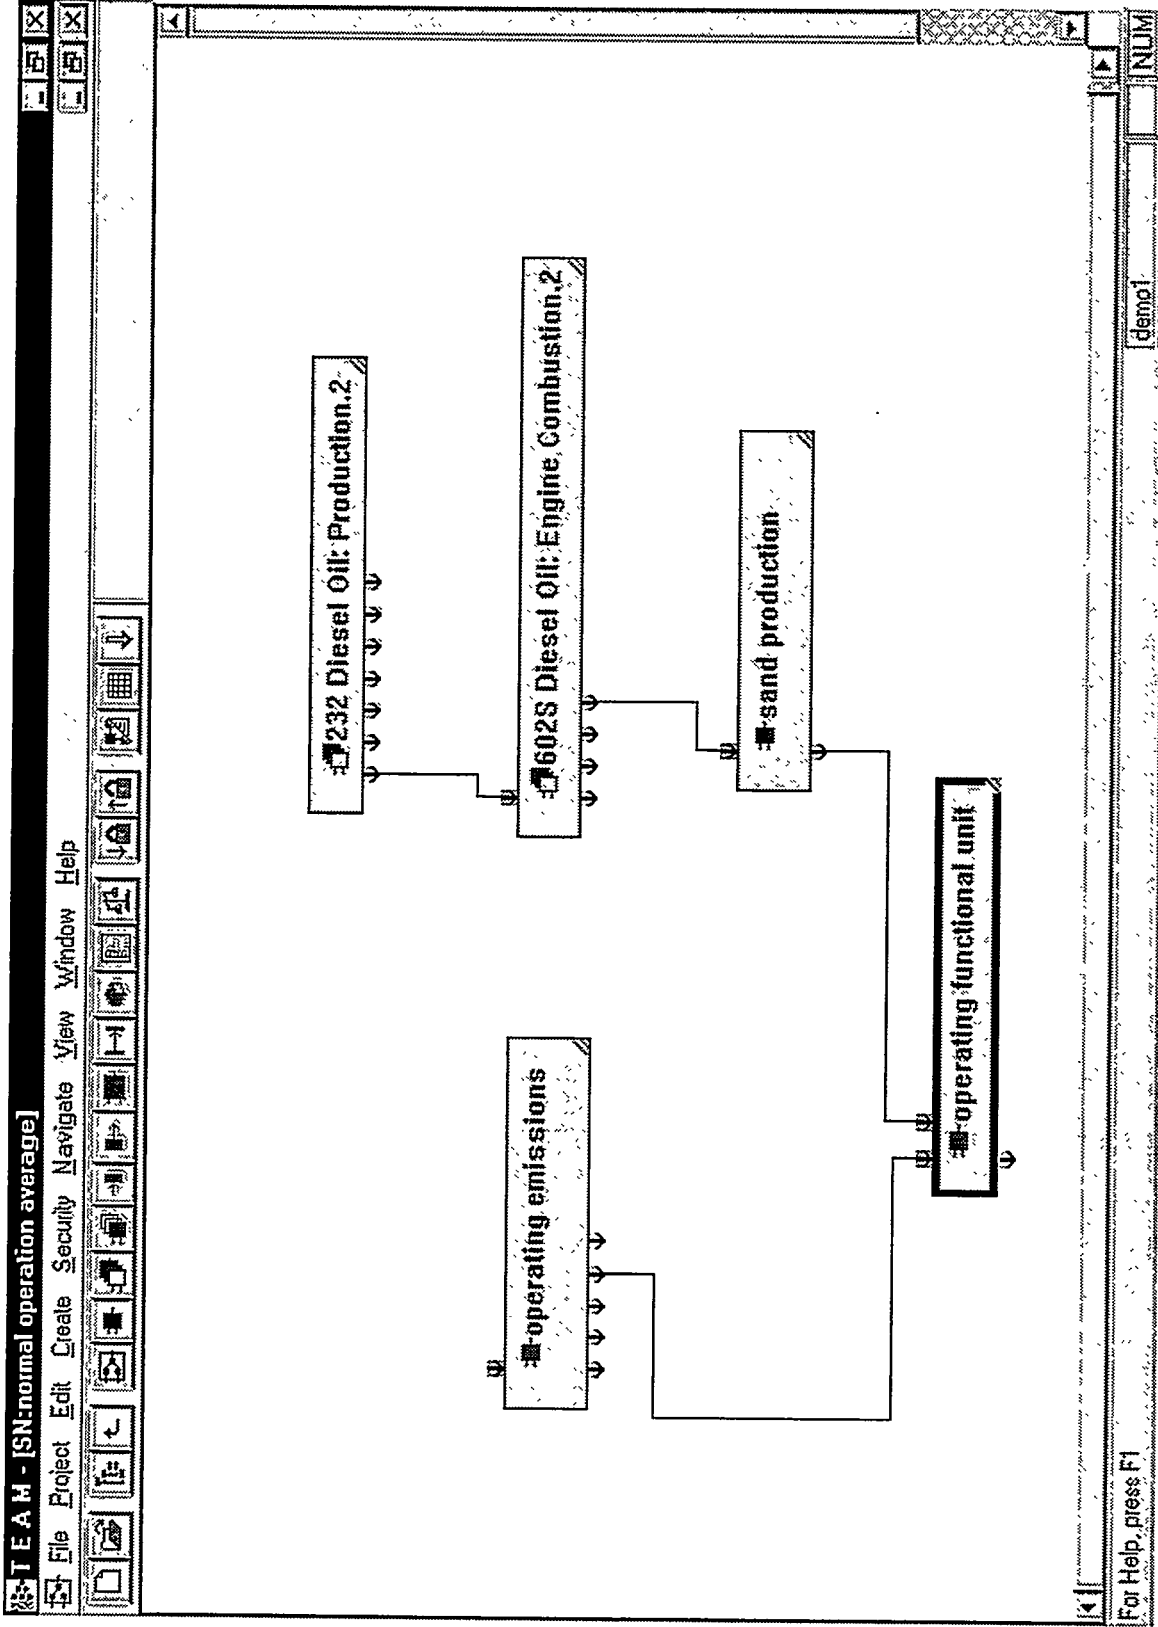 T E A M - [SN:normal operation average]
File Project Edit Create Security Navigate View Window Help
232 Diesel Oil: Production.2
602S Diesel Oil: Engine Combustion.2
operating emissions
sand production
operating functional unit
For Help, press F1
demo1
NUM